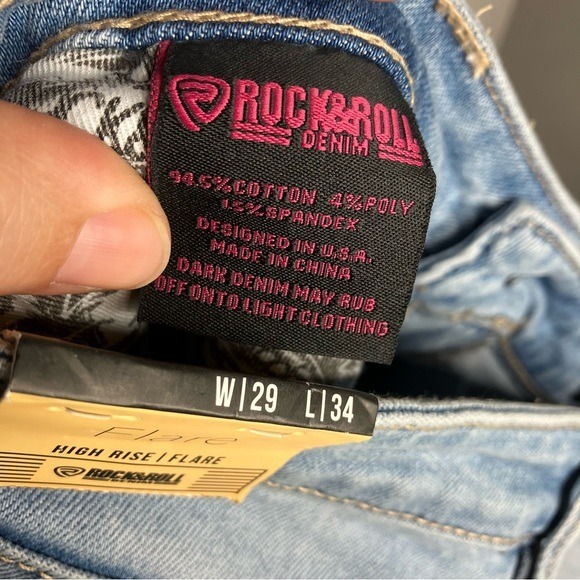 ROCK&ROLL
DENIM
94.5%COTTON 4%POLY
1.5%SPANDEX
DESIGNED IN U.S.A.
MADE IN CHINA
DARK DENIM MAY RUB
OFF ONTO LIGHT CLOTHING
W|29 L|34
Flare
HIGH RISE | FLARE
ROCK&ROLL